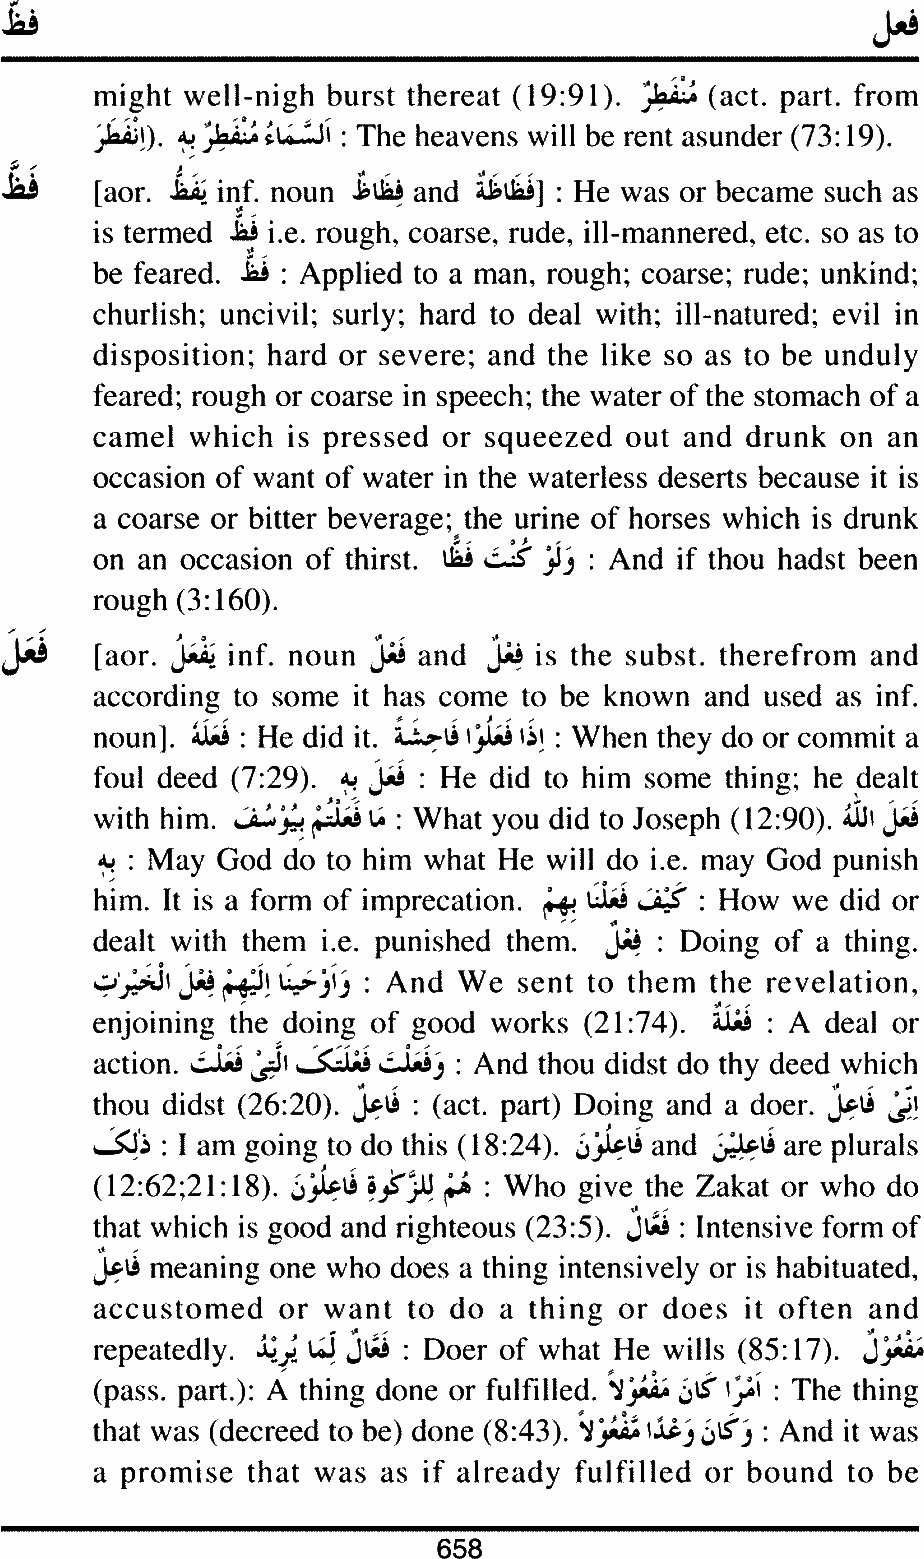 فظّ فعل
might well-nigh burst thereat (19:91). مُنْفَطِرٌ (act. part. from
اِنْفَطَرَ). اَلسَّمَاءُ مُنْفَطِرٌ بِهٖ : The heavens will be rent asunder (73:19).
فَظَّ [aor. يَفَظُّ inf. noun فِظَاظٌ and فَظَاظَةٌ] : He was or became such as
is termed فَظٌّ i.e. rough, coarse, rude, ill-mannered, etc. so as to
be feared. فَظٌّ : Applied to a man, rough; coarse; rude; unkind;
churlish; uncivil; surly; hard to deal with; ill-natured; evil in
disposition; hard or severe; and the like so as to be unduly
feared; rough or coarse in speech; the water of the stomach of a
camel which is pressed or squeezed out and drunk on an
occasion of want of water in the waterless deserts because it is
a coarse or bitter beverage; the urine of horses which is drunk
on an occasion of thirst. وَلَوْ كُنْتَ فَظًّا : And if thou hadst been
rough (3:160).
فَعَلَ [aor. يَفْعَلُ inf. noun فَعْلٌ and فِعْلٌ is the subst. therefrom and
according to some it has come to be known and used as inf.
noun]. فَعَلَهٗ : He did it. اِذَا فَعَلُوْا فَاحِشَةً : When they do or commit a
foul deed (7:29). فَعَلَ بِهٖ : He did to him some thing; he dealt
with him. مَا فَعَلْتُمْ بِيُوْسُفَ : What you did to Joseph (12:90). فَعَلَ اللّٰهُ
بِهٖ : May God do to him what He will do i.e. may God punish
him. It is a form of imprecation. كَيْفَ فَعَلْنَا بِهِمْ : How we did or
dealt with them i.e. punished them. فِعْلٌ : Doing of a thing.
وَاَوْحَيْنَا اِلَيْهِمْ فِعْلَ الْخَيْرٰتِ : And We sent to them the revelation,
enjoining the doing of good works (21:74). فَعْلَةٌ : A deal or
action. وَفَعَلْتَ فَعْلَتَكَ الَّتِيْ فَعَلْتَ : And thou didst do thy deed which
thou didst (26:20). فَاعِلٌ : (act. part) Doing and a doer. اِنِّيْ فَاعِلٌ
ذٰلِكَ : I am going to do this (18:24). فَاعِلُوْنَ and فَاعِلِيْنَ are plurals
(12:62;21:18). هُمْ لِلزَّكٰوةِ فَاعِلُوْنَ : Who give the Zakat or who do
that which is good and righteous (23:5). فَعَّالٌ : Intensive form of
فَاعِلٌ meaning one who does a thing intensively or is habituated,
accustomed or want to do a thing or does it often and
repeatedly. فَعَّالٌ لِّمَا يُرِيْدُ : Doer of what He wills (85:17). مَفْعُوْلٌ
(pass. part.): A thing done or fulfilled. اَمْرًا كَانَ مَفْعُوْلاً : The thing
that was (decreed to be) done (8:43). وَكَانَ وَعْدًا مَّفْعُوْلاً : And it was
a promise that was as if already fulfilled or bound to be
658